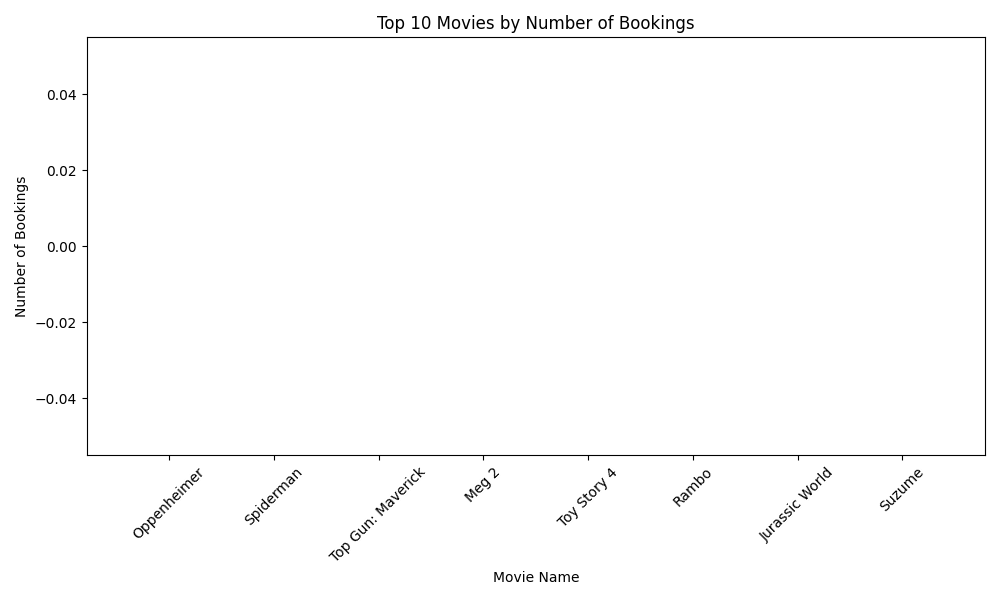 Top 10 Movies by Number of Bookings
Number of Bookings
0.04
0.02
0.00
−0.02
−0.04
Oppenheimer
Spiderman
Top Gun: Maverick
Meg 2
Toy Story 4
Rambo
Jurassic World
Suzume
Movie Name